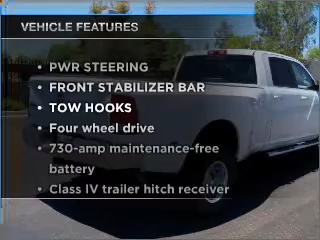 VEHICLE FEATURES
• PWR STEERING
• FRONT STABILIZER BAR
• TOW HOOKS
• Four wheel drive
• 730-amp maintenance-free
battery
• Class IV trailer hitch receiver